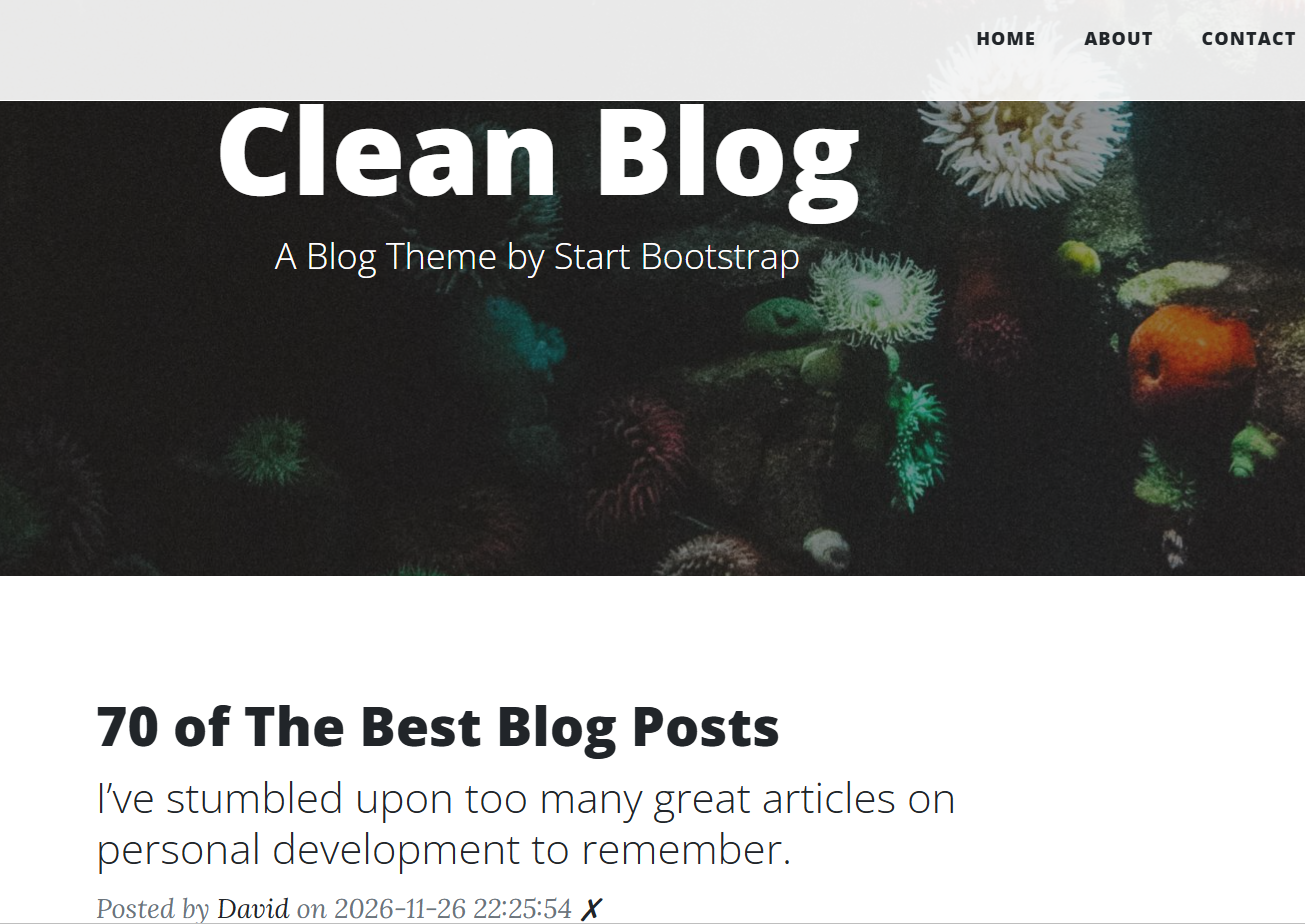 HOME ABOUT CONTACT
Clean Blog
A Blog Theme by Start Bootstrap
70 of The Best Blog Posts
I’ve stumbled upon too many great articles on
personal development to remember.
Posted by David on 2026-11-26 22:25:54 ✗